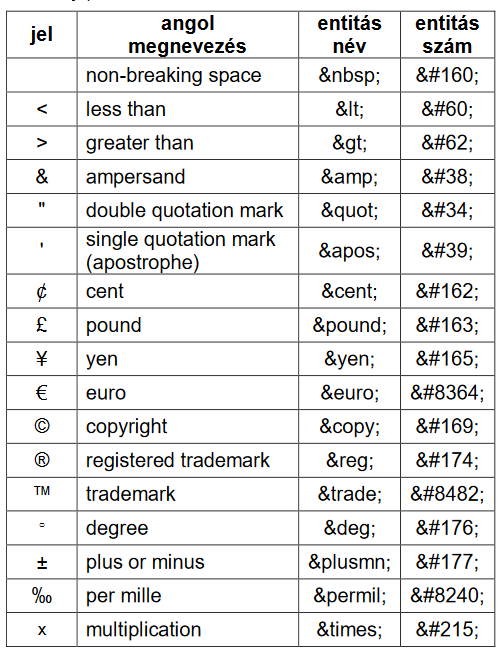 jel angol megnevezés entitás név entitás szám
non-breaking space &nbsp; &#160;
< less than &lt; &#60;
> greater than &gt; &#62;
& ampersand &amp; &#38;
" double quotation mark &quot; &#34;
' single quotation mark (apostrophe) &apos; &#39;
¢ cent &cent; &#162;
£ pound &pound; &#163;
¥ yen &yen; &#165;
€ euro &euro; &#8364;
© copyright &copy; &#169;
® registered trademark &reg; &#174;
™ trademark &trade; &#8482;
° degree &deg; &#176;
± plus or minus &plusmn; &#177;
‰ per mille &permil; &#8240;
x multiplication &times; &#215;